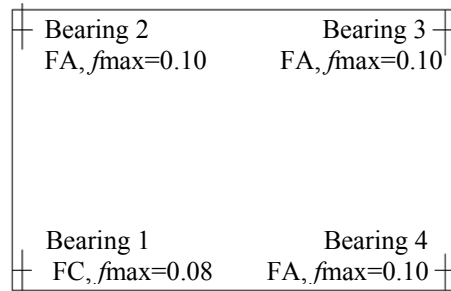 Bearing 2
FA, fmax=0.10
Bearing 3
FA, fmax=0.10
Bearing 1
FC, fmax=0.08
Bearing 4
FA, fmax=0.10